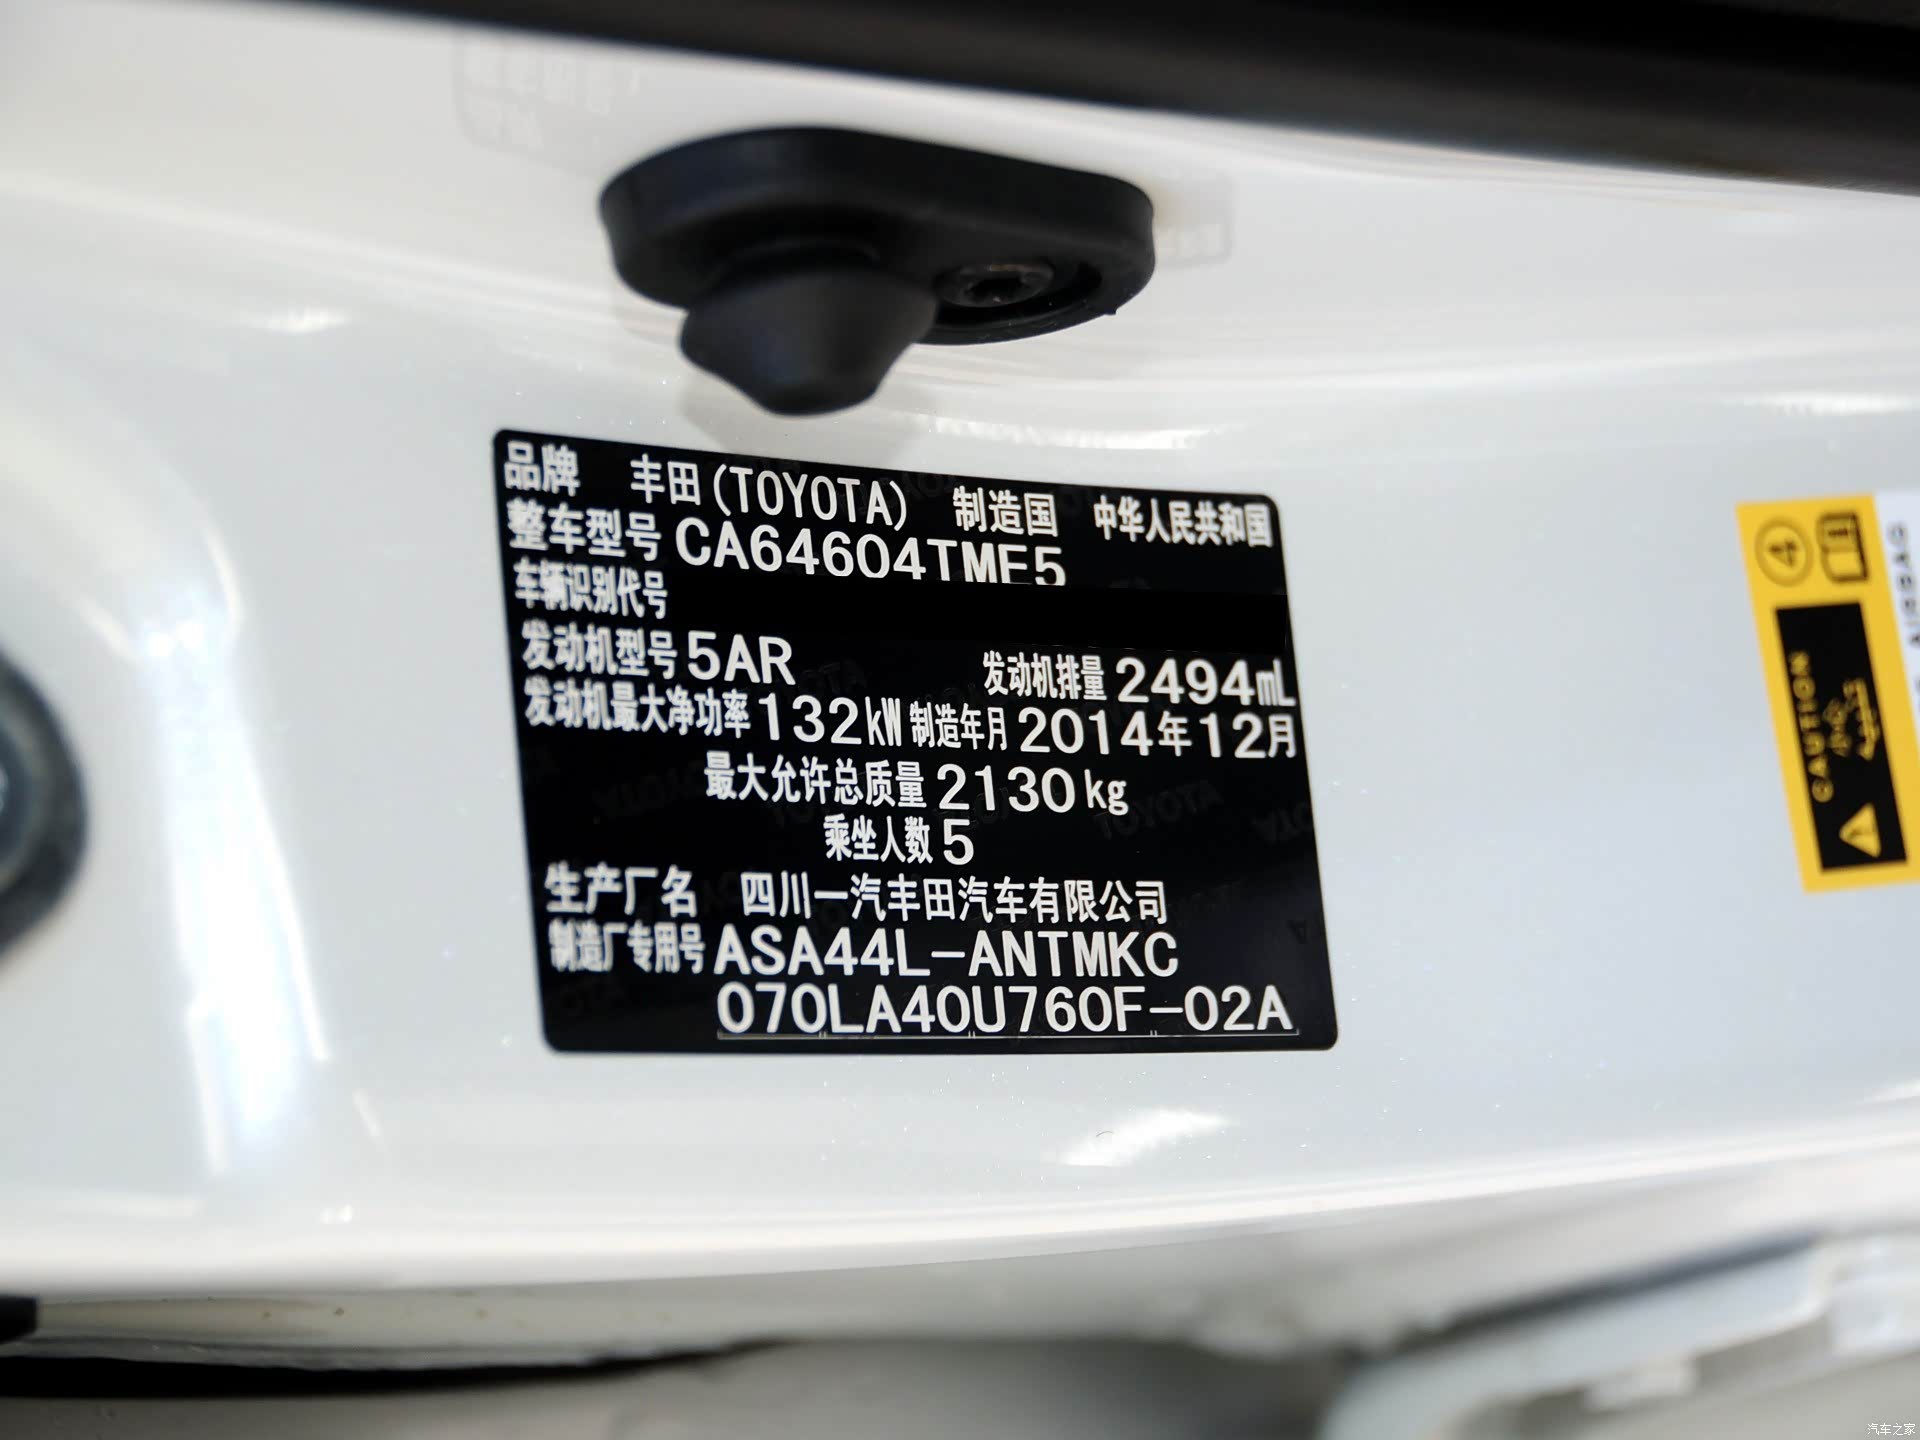 品牌 丰田(TOYOTA) 制造国 中华人民共和国
整车型号 CA64604TME5
车辆识别代号
发动机型号 5AR 发动机排量 2494mL
发动机最大净功率 132kW 制造年月 2014年12月
最大允许总质量 2130kg
乘坐人数 5
生产厂名 四川一汽丰田汽车有限公司
制造厂专用号 ASA44L-ANTMKC
070LA40U760F-02A
4
CAUTION
AIRBAG
汽车之家